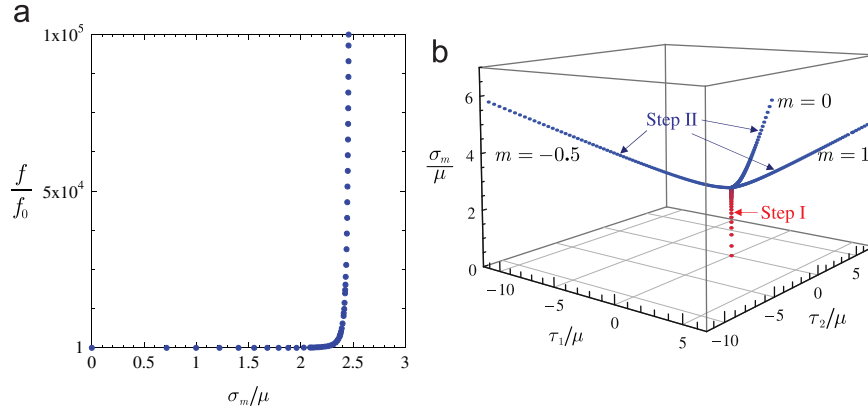 a
1x10^5
f/f_0
5x10^4
1
0 0.5 1 1.5 2 2.5 3
σ_m/μ
b
6
4
2
0
σ_m/μ
m = −0.5
Step II
m = 0
m = 1
Step I
−10 −5 0 5
τ_1/μ
−10 −5 0 5
τ_2/μ